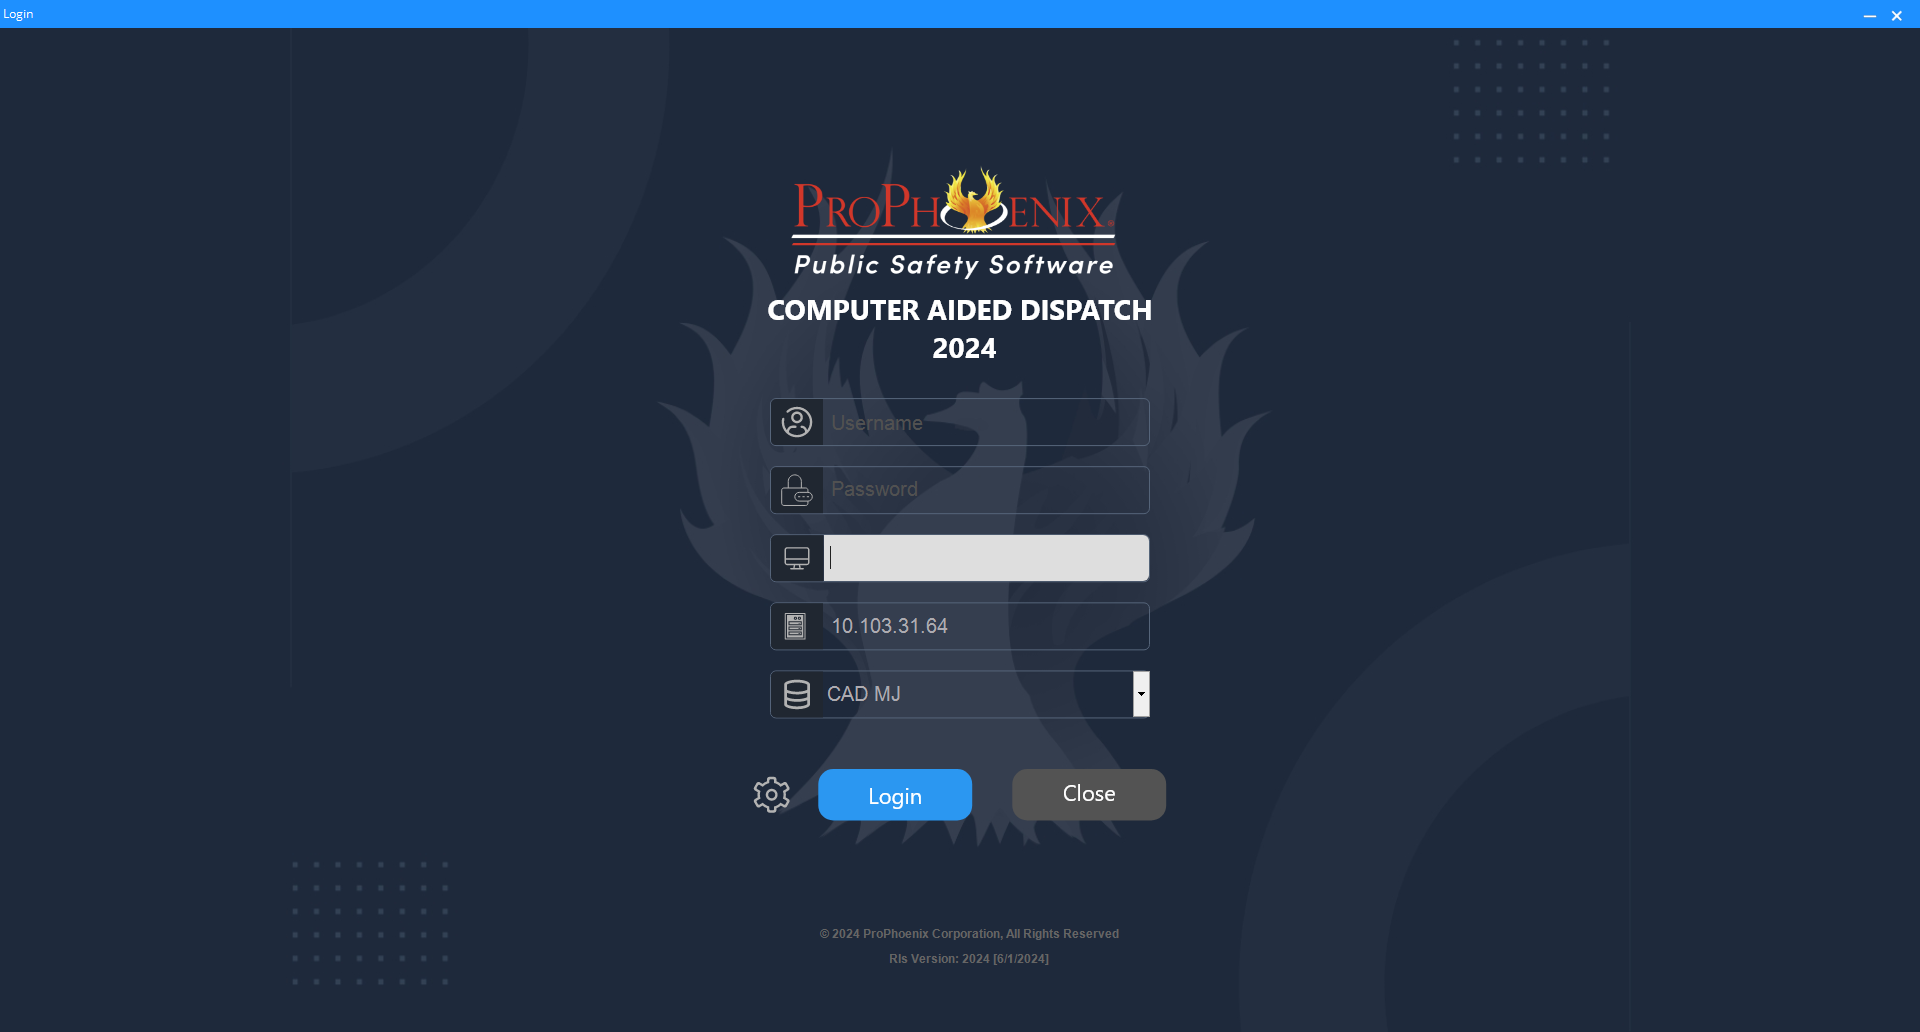 Login
PROPHOENIX
Public Safety Software
COMPUTER AIDED DISPATCH
2024
Username
Password
10.103.31.64
CAD MJ
Login
Close
© 2024 ProPhoenix Corporation, All Rights Reserved
Rls Version: 2024 [6/1/2024]